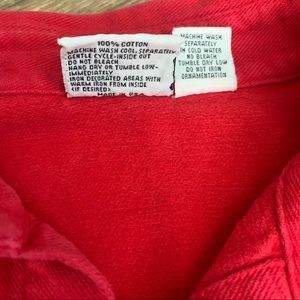 100% COTTON
MACHINE WASH COOL, SEPARATELY
GENTLE CYCLE-INSIDE OUT
DO NOT BLEACH
HANG DRY OR TUMBLE LOW-
IMMEDIATELY
IRON DECORATED AREAS WITH
WARM IRON FROM INSIDE
(IF DESIRED)
MADE IN U.S.A.
MACHINE WASH
SEPARATELY
IN COLD WATER
NO BLEACH
TUMBLE DRY LOW
DO NOT IRON
ORNAMENTATION